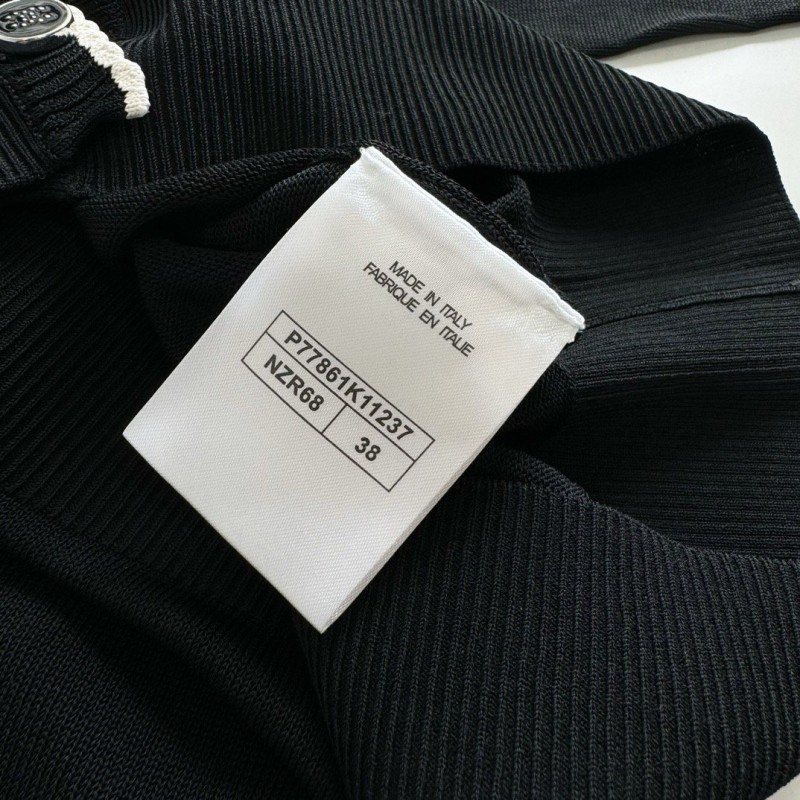 MADE IN ITALY
FABRIQUE EN ITALIE
P77861K11237
NZR68
38